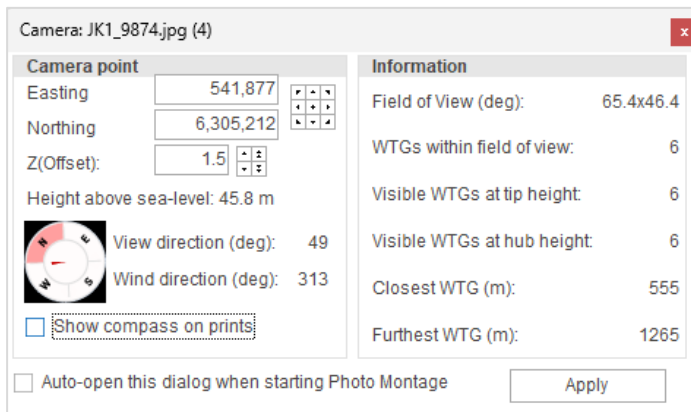 Camera: JK1_9874.jpg (4)
x
Camera point
Easting 541,877
Northing 6,305,212
Z(Offset): 1.5
Height above sea-level: 45.8 m
N E S W
View direction (deg): 49
Wind direction (deg): 313
Show compass on prints
Information
Field of View (deg): 65.4x46.4
WTGs within field of view: 6
Visible WTGs at tip height: 6
Visible WTGs at hub height: 6
Closest WTG (m): 555
Furthest WTG (m): 1265
Auto-open this dialog when starting Photo Montage
Apply